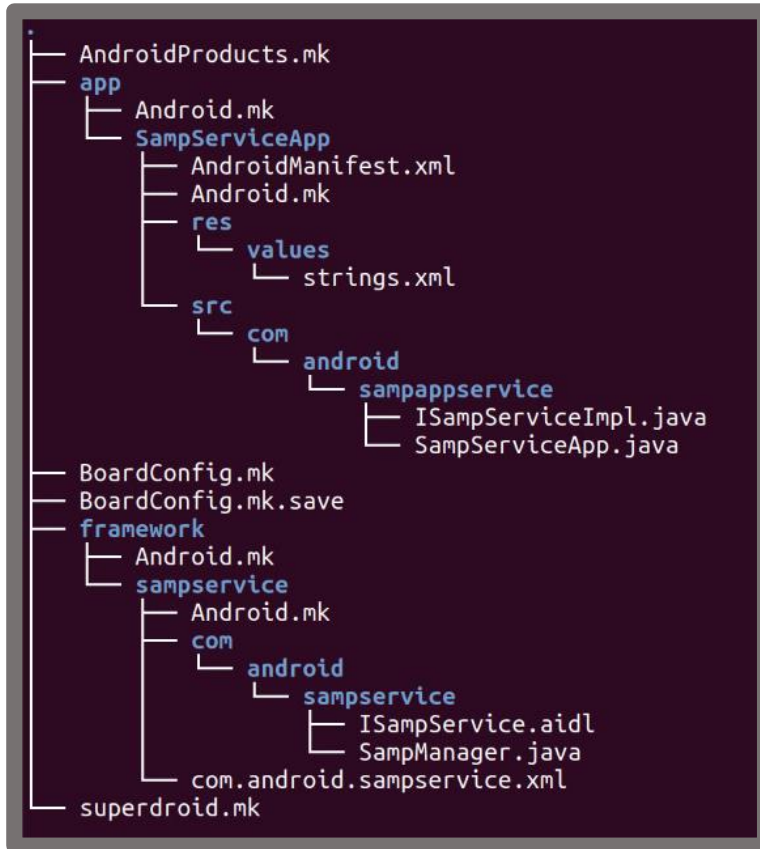 .
├── AndroidProducts.mk
├── app
│   ├── Android.mk
│   └── SampServiceApp
│       ├── AndroidManifest.xml
│       ├── Android.mk
│       ├── res
│       │   └── values
│       │       └── strings.xml
│       └── src
│           └── com
│               └── android
│                   └── sampappservice
│                       ├── ISampServiceImpl.java
│                       └── SampServiceApp.java
├── BoardConfig.mk
├── BoardConfig.mk.save
├── framework
│   ├── Android.mk
│   └── sampservice
│       ├── Android.mk
│       ├── com
│       │   └── android
│       │       └── sampservice
│       │           ├── ISampService.aidl
│       │           └── SampManager.java
│       └── com.android.sampservice.xml
└── superdroid.mk